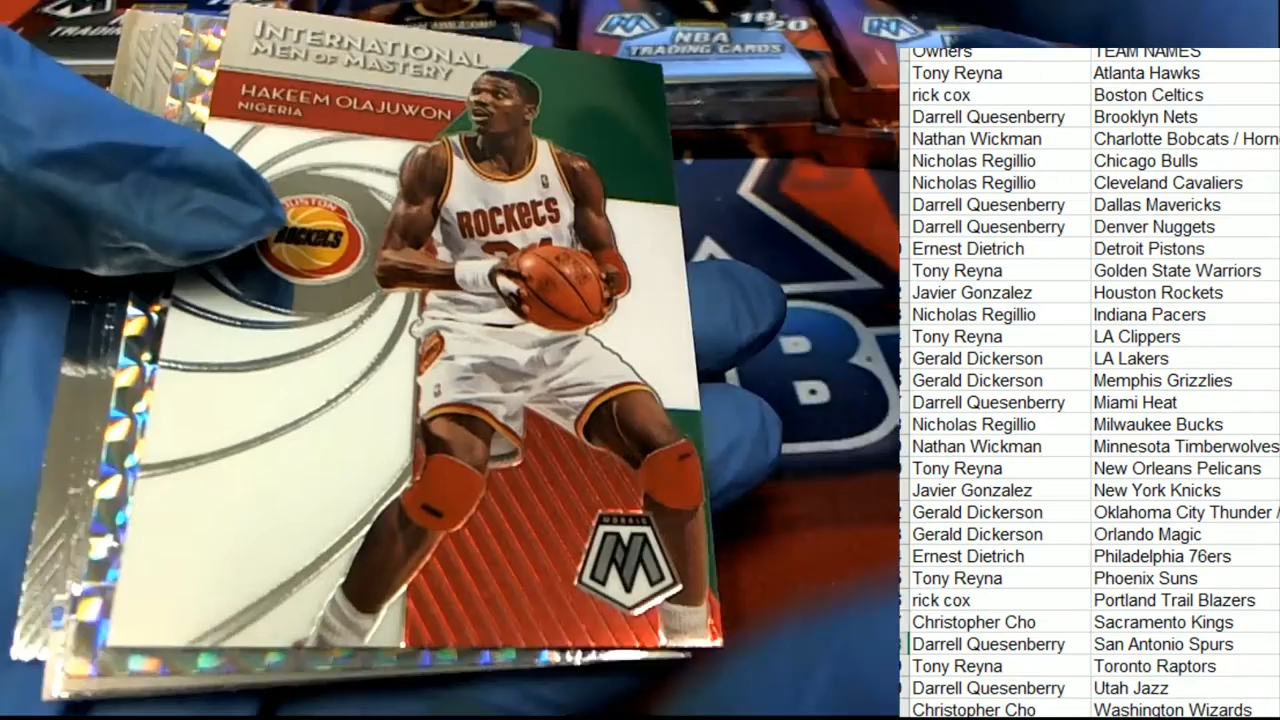 INTERNATIONAL
MEN OF MASTERY
HAKEEM OLAJUWON
NIGERIA
HOUSTON
ROCKETS
ROCKETS
MOSAIC
M
18
20
NBA
TRADING CARDS
B
Owners TEAM NAMES
Tony Reyna Atlanta Hawks
rick cox Boston Celtics
Darrell Quesenberry Brooklyn Nets
Nathan Wickman Charlotte Bobcats / Horn
Nicholas Regillio Chicago Bulls
Nicholas Regillio Cleveland Cavaliers
Darrell Quesenberry Dallas Mavericks
Darrell Quesenberry Denver Nuggets
Ernest Dietrich Detroit Pistons
Tony Reyna Golden State Warriors
Javier Gonzalez Houston Rockets
Nicholas Regillio Indiana Pacers
Tony Reyna LA Clippers
Gerald Dickerson LA Lakers
Gerald Dickerson Memphis Grizzlies
Darrell Quesenberry Miami Heat
Nicholas Regillio Milwaukee Bucks
Nathan Wickman Minnesota Timberwolves
Tony Reyna New Orleans Pelicans
Javier Gonzalez New York Knicks
Gerald Dickerson Oklahoma City Thunder /
Gerald Dickerson Orlando Magic
Ernest Dietrich Philadelphia 76ers
Tony Reyna Phoenix Suns
rick cox Portland Trail Blazers
Christopher Cho Sacramento Kings
Darrell Quesenberry San Antonio Spurs
Tony Reyna Toronto Raptors
Darrell Quesenberry Utah Jazz
Christopher Cho Washington Wizards